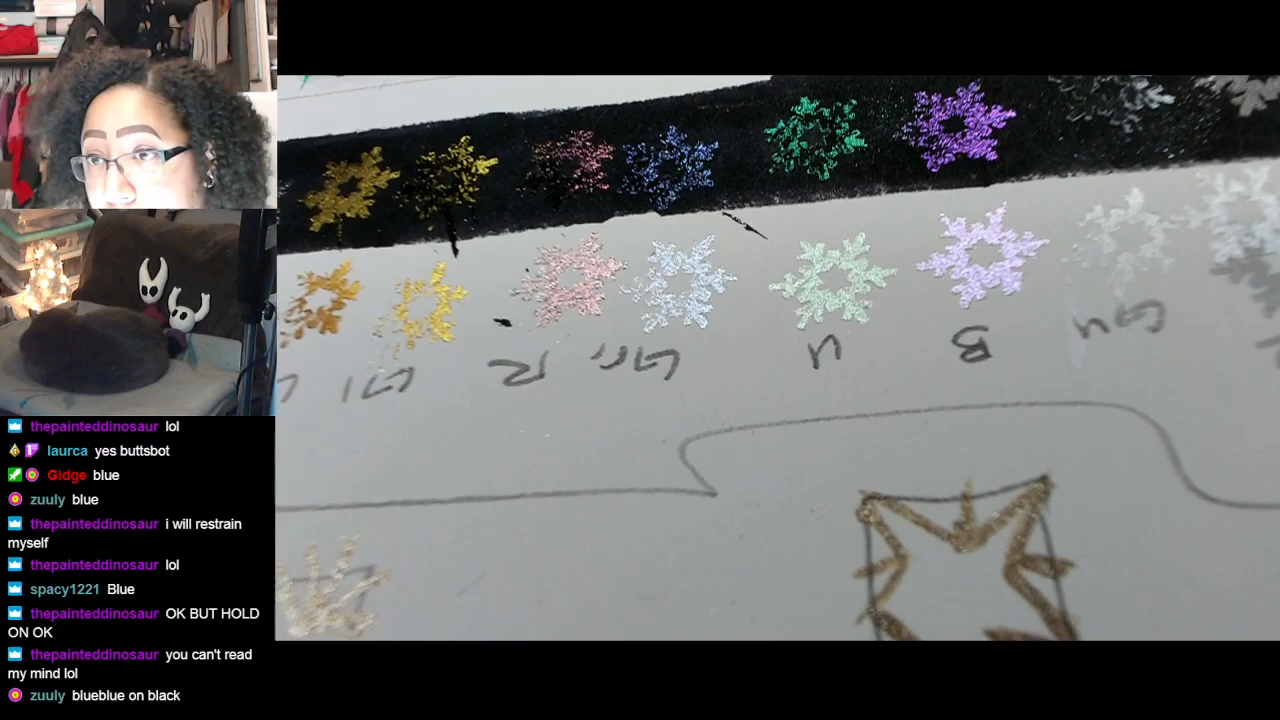 thepainteddinosaur lol
laurca yes buttsbot
Gidge blue
zuuly blue
thepainteddinosaur i will restrain
myself
thepainteddinosaur lol
spacy1221 Blue
thepainteddinosaur OK BUT HOLD
ON OK
thepainteddinosaur you can't read
my mind lol
zuuly blueblue on black
B